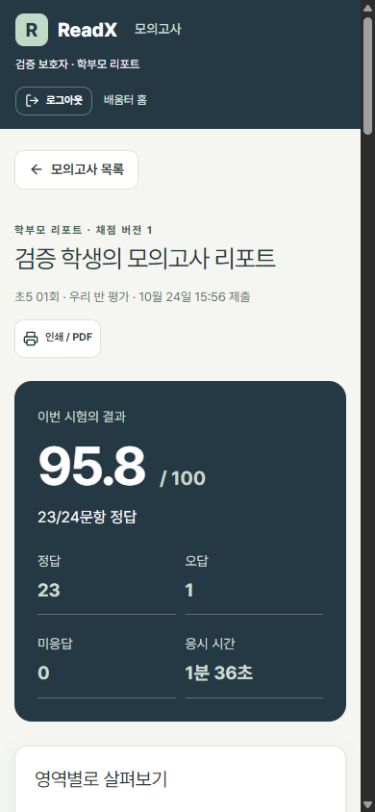 R ReadX 모의고사
검증 보호자 · 학부모 리포트
로그아웃 배움터 홈
모의고사 목록
학부모 리포트 · 채점 버전 1
검증 학생의 모의고사 리포트
초5 01회 · 우리 반 평가 · 10월 24일 15:56 제출
인쇄 / PDF
이번 시험의 결과
95.8 / 100
23/24문항 정답
정답 오답
23 1
미응답 응시 시간
0 1분 36초
영역별로 살펴보기